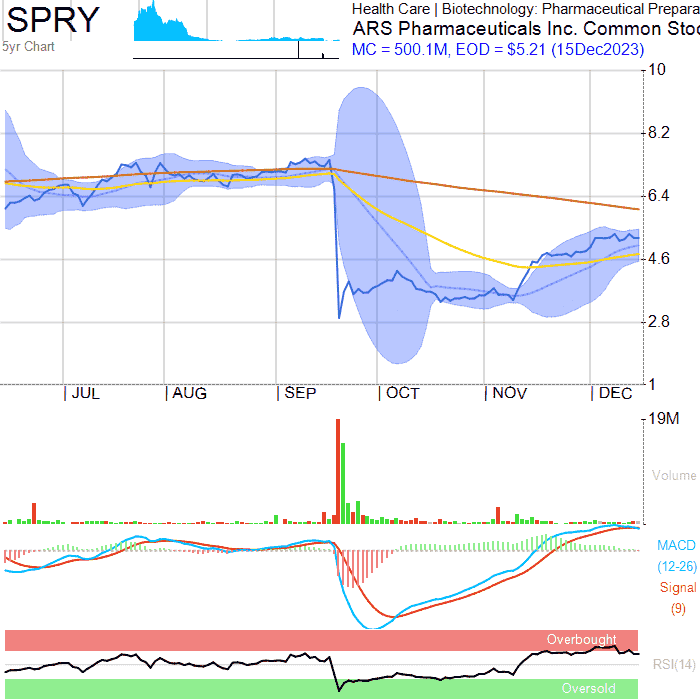 SPRY
5yr Chart
Health Care | Biotechnology: Pharmaceutical Prepara
ARS Pharmaceuticals Inc. Common Stoc
MC = 500.1M, EOD = $5.21 (15Dec2023)
10
8.2
6.4
4.6
2.8
1
JUL
AUG
SEP
OCT
NOV
DEC
19M
Volume
MACD
(12-26)
Signal
(9)
Overbought
RSI(14)
Oversold